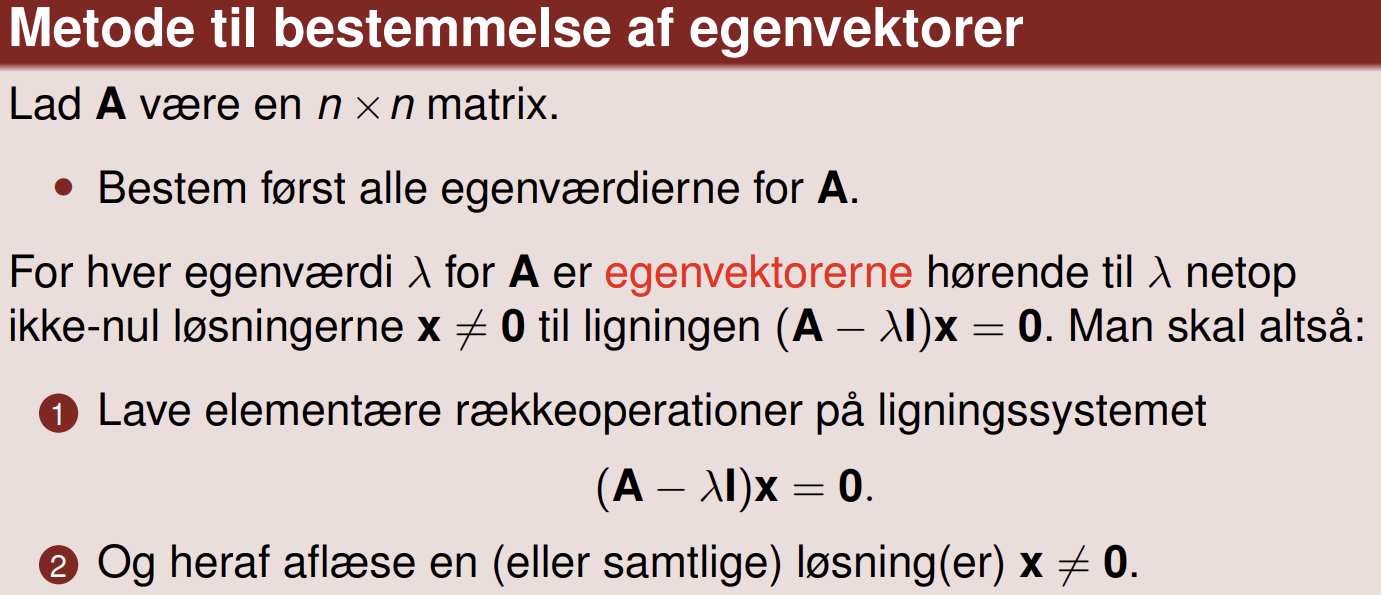 Metode til bestemmelse af egenvektorer
Lad A være en n × n matrix.
• Bestem først alle egenværdierne for A.
For hver egenværdi λ for A er egenvektorerne hørende til λ netop
ikke-nul løsningerne x ≠ 0 til ligningen (A − λI)x = 0. Man skal altså:
1 Lave elementære rækkeoperationer på ligningssystemet
(A − λI)x = 0.
2 Og heraf aflæse en (eller samtlige) løsning(er) x ≠ 0.